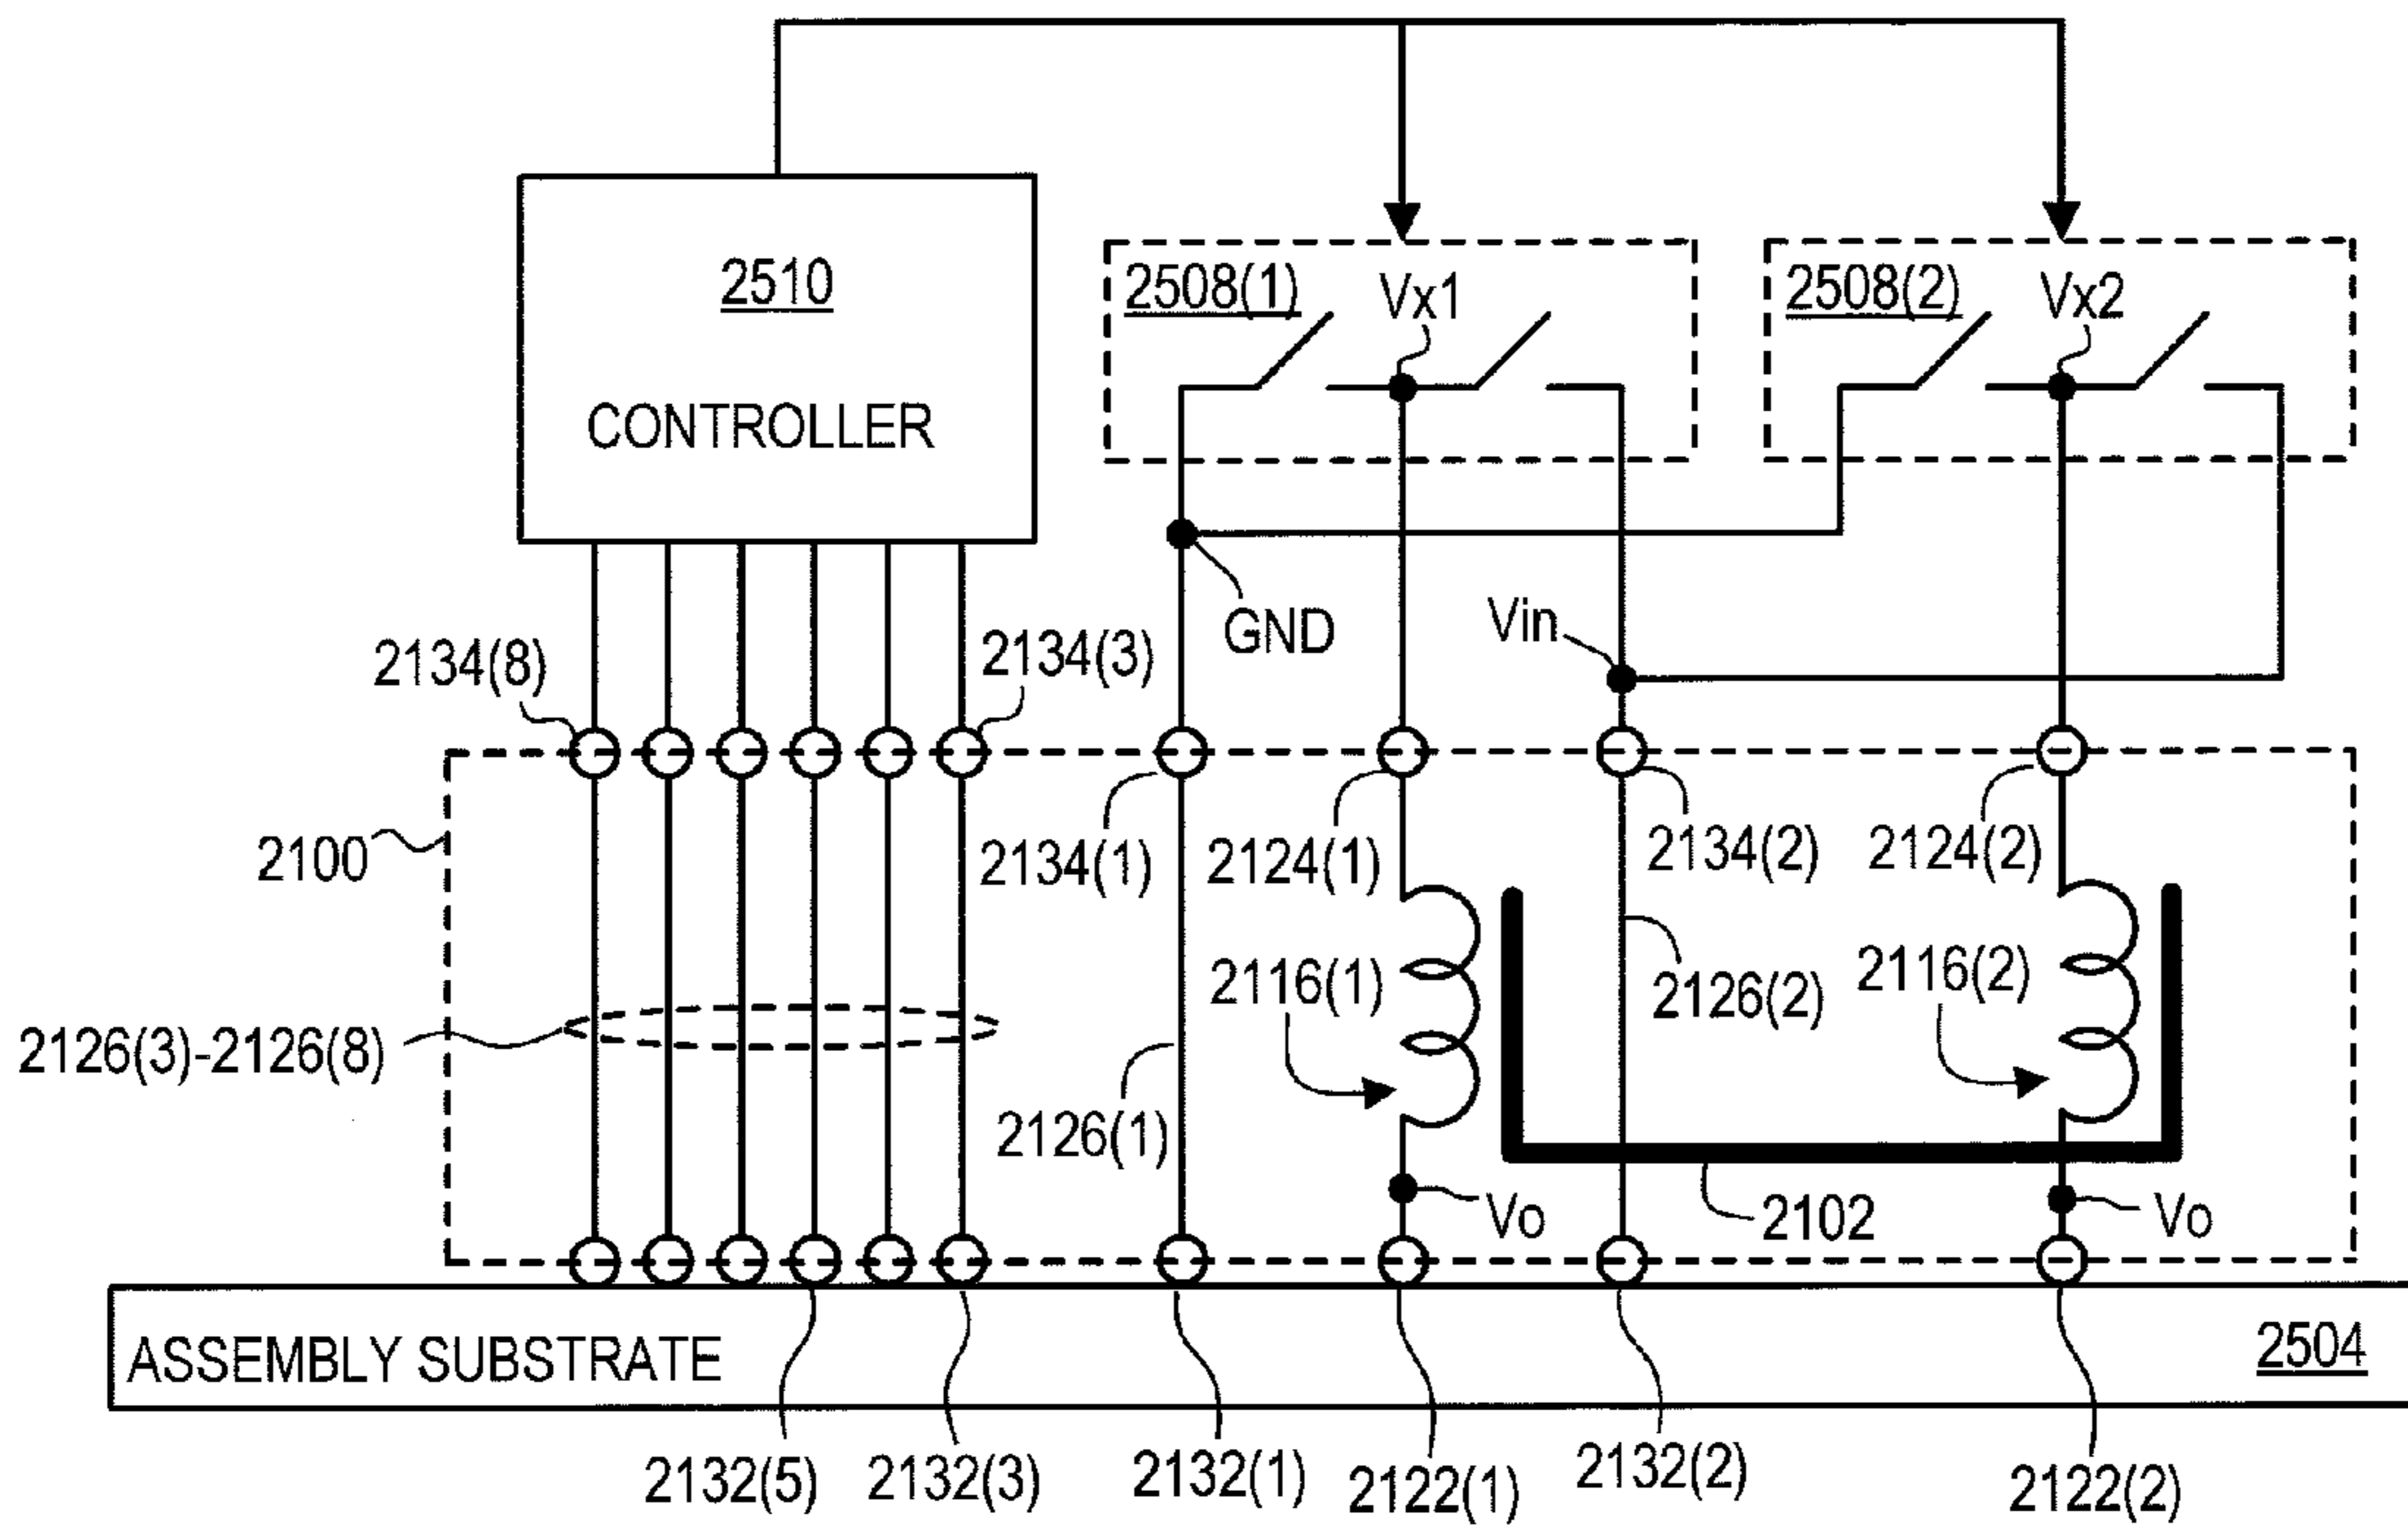 2510
CONTROLLER
2508(1)
Vx1
2508(2)
Vx2
GND
Vin
2134(8)
2134(3)
2100
2134(1)
2124(1)
2134(2)
2124(2)
2116(1)
2126(2)
2116(2)
2126(3)-2126(8)
2126(1)
Vo
2102
Vo
ASSEMBLY SUBSTRATE
2504
2132(5)
2132(3)
2132(1)
2122(1)
2132(2)
2122(2)